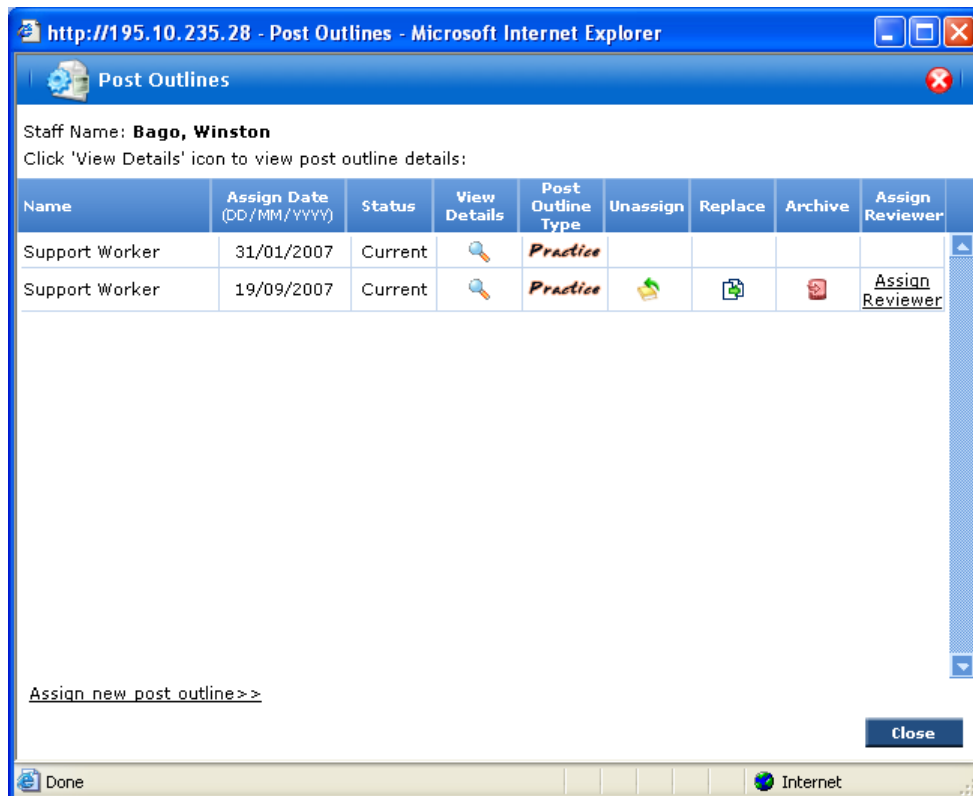 http://195.10.235.28 - Post Outlines - Microsoft Internet Explorer
Post Outlines
Staff Name: Bago, Winston
Click 'View Details' icon to view post outline details:
Name Assign Date (DD/MM/YYYY) Status View Details Post Outline Type Unassign Replace Archive Assign Reviewer
Support Worker 31/01/2007 Current Practice
Support Worker 19/09/2007 Current Practice Assign Reviewer
Assign new post outline>>
Close
Done Internet